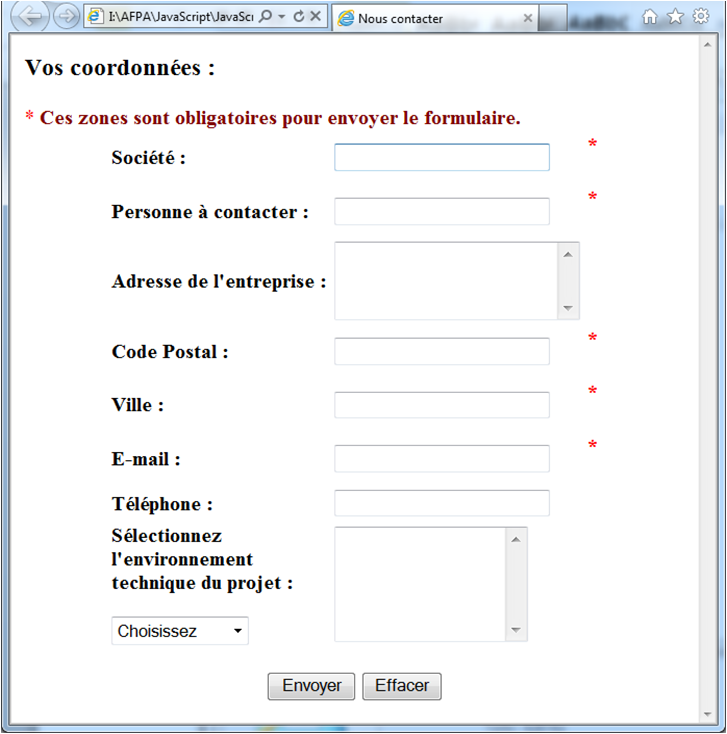 I:\AFPA\JavaScript\JavaScr
Nous contacter
Vos coordonnées :
* Ces zones sont obligatoires pour envoyer le formulaire.
Société : *
Personne à contacter : *
Adresse de l'entreprise :
Code Postal : *
Ville : *
E-mail : *
Téléphone :
Sélectionnez
l'environnement
technique du projet :
Choisissez
Envoyer Effacer